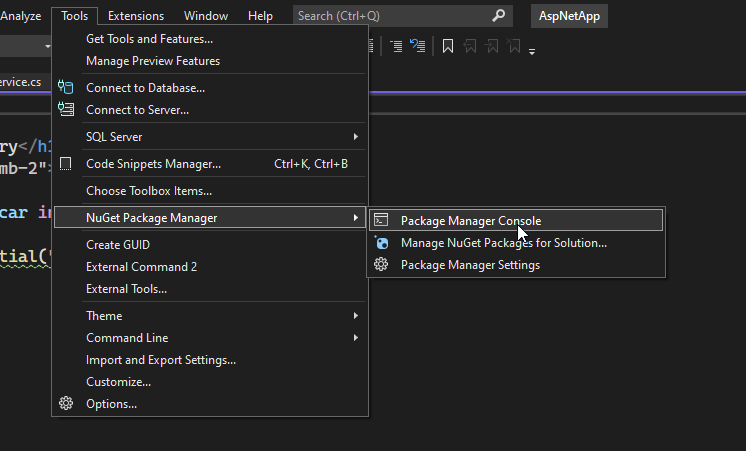 Analyze Tools Extensions Window Help Search (Ctrl+Q) AspNetApp
Get Tools and Features...
Manage Preview Features
ervice.cs
Connect to Database...
Connect to Server...
SQL Server
ry</h1
mb-2">
Code Snippets Manager... Ctrl+K, Ctrl+B
Choose Toolbox Items...
car in
NuGet Package Manager
Package Manager Console
Create GUID
Manage NuGet Packages for Solution...
tial("
External Command 2
Package Manager Settings
External Tools...
Theme
Command Line
Import and Export Settings...
Customize...
Options...